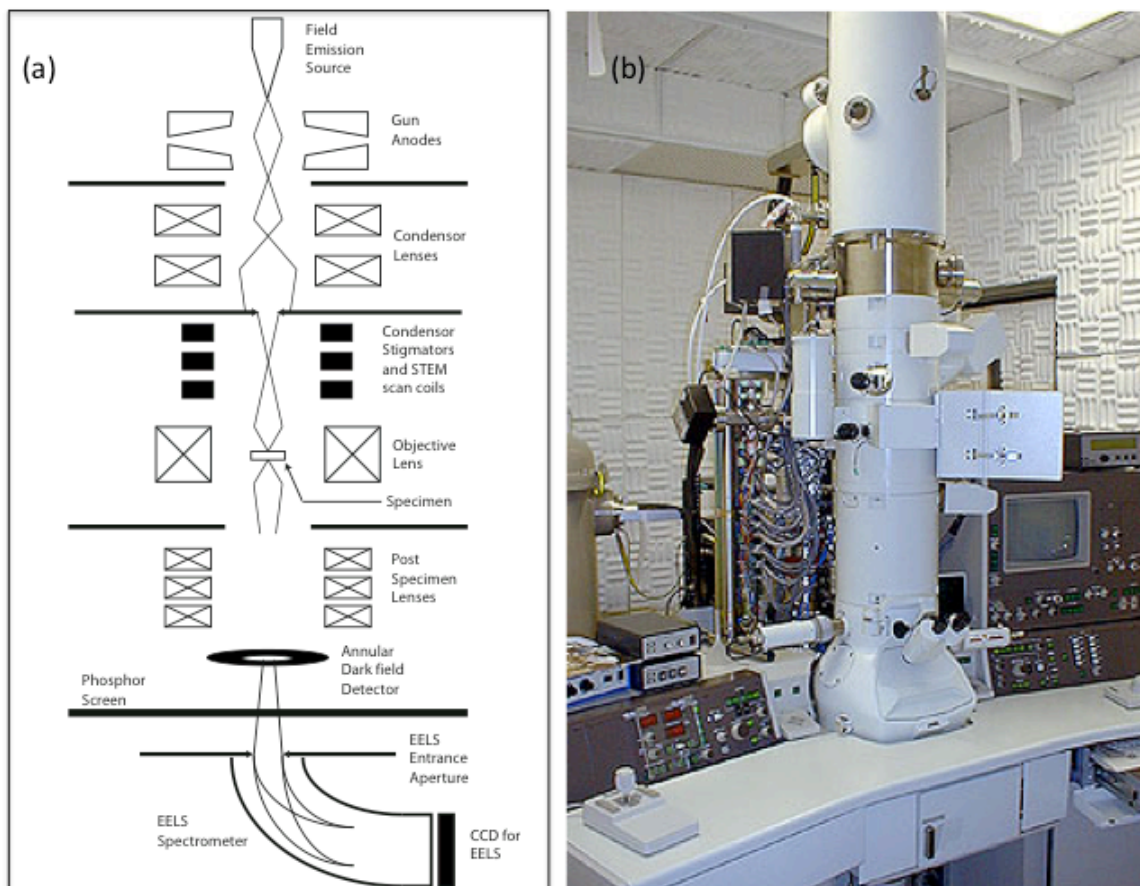 (a)
Field
Emission
Source
Gun
Anodes
Condensor
Lenses
Condensor
Stigmators
and STEM
scan coils
Objective
Lens
Specimen
Post
Specimen
Lenses
Annular
Dark field
Detector
Phosphor
Screen
EELS
Entrance
Aperture
EELS
Spectrometer
CCD for
EELS
(b)